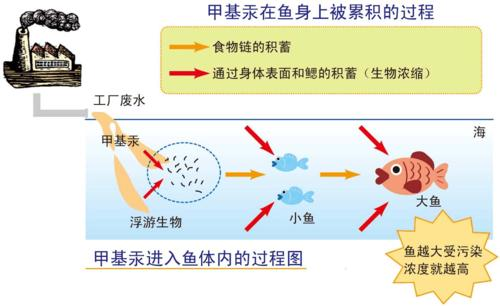 甲基汞在鱼身上被累积的过程
食物链的积蓄
通过身体表面和鳃的积蓄（生物浓缩）
工厂废水
甲基汞
海
浮游生物
小鱼
大鱼
鱼越大受污染
浓度就越高
甲基汞进入鱼体内的过程图